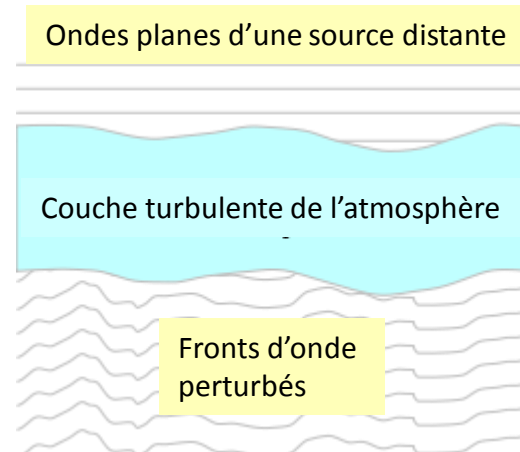 Ondes planes d'une source distante
Couche turbulente de l'atmosphère
Fronts d'onde
perturbés